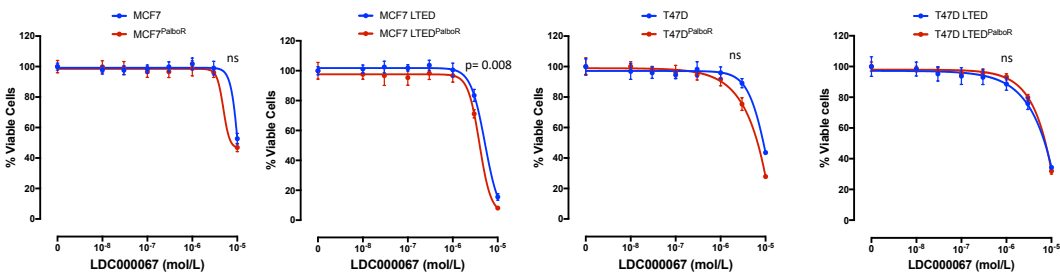 MCF7
MCF7PalboR
% Viable Cells
120
100
80
60
40
20
0
ns
0
10-8
10-7
10-6
10-5
LDC000067 (mol/L)
MCF7 LTED
MCF7 LTEDPalboR
% Viable Cells
120
100
80
60
40
20
0
p= 0.008
0
10-8
10-7
10-6
10-5
LDC000067 (mol/L)
T47D
T47DPalboR
% Viable Cells
120
100
80
60
40
20
0
ns
0
10-8
10-7
10-6
10-5
LDC000067 (mol/L)
T47D LTED
T47D LTEDPalboR
% Viable cells
120
100
80
60
40
20
0
ns
0
10-8
10-7
10-6
10-5
LDC000067 (mol/L)